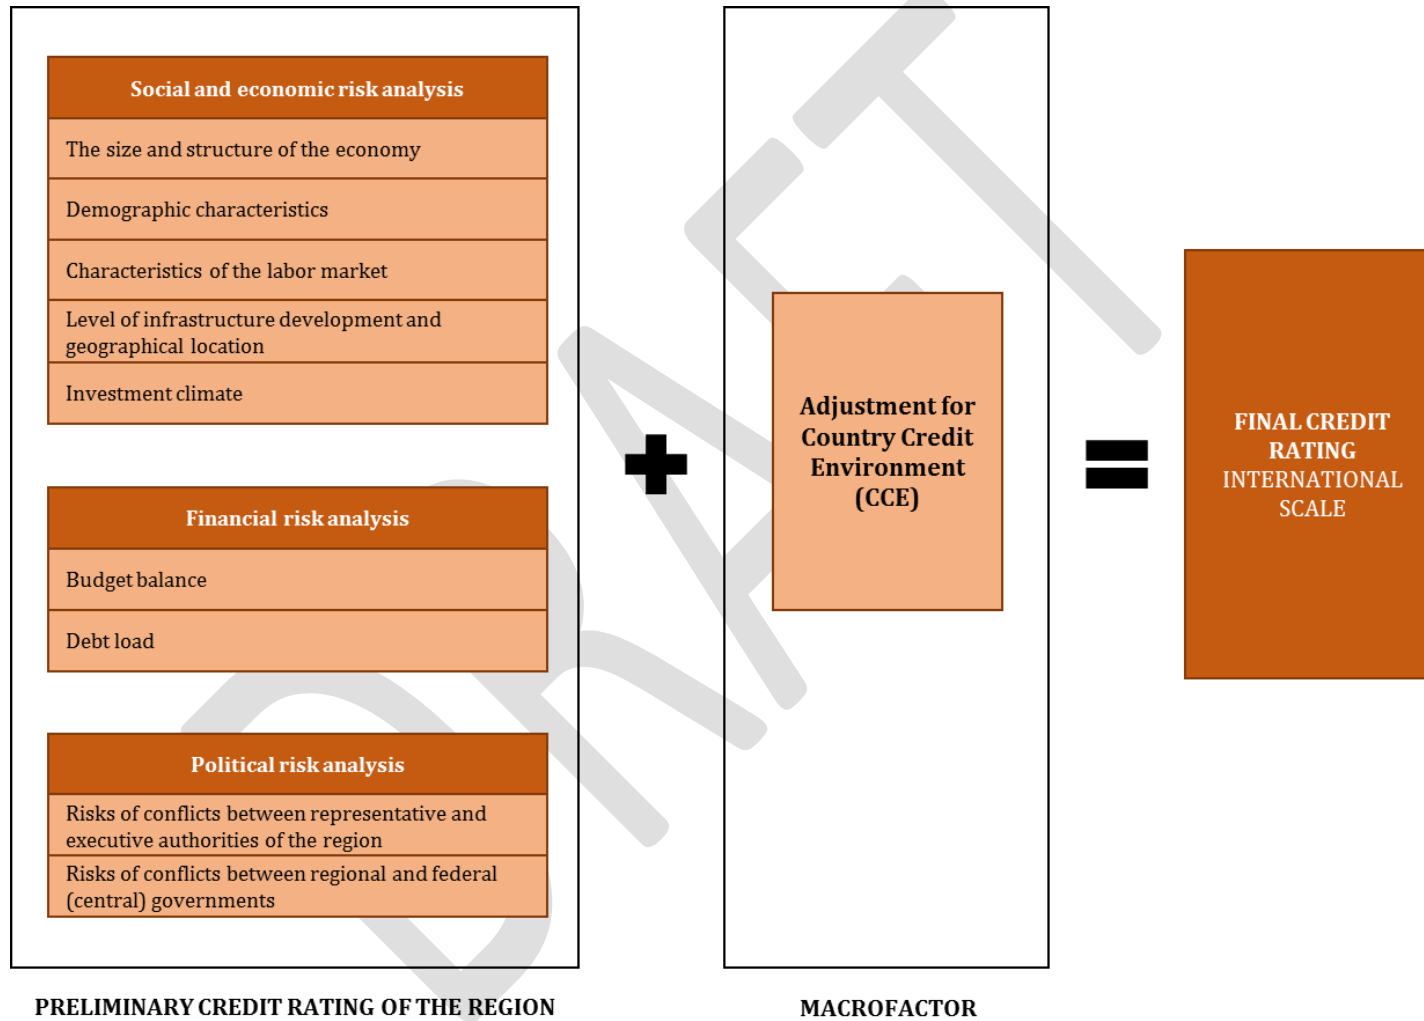 Social and economic risk analysis
The size and structure of the economy
Demographic characteristics
Characteristics of the labor market
Level of infrastructure development and
geographical location
Investment climate
Financial risk analysis
Budget balance
Debt load
Political risk analysis
Risks of conflicts between representative and
executive authorities of the region
Risks of conflicts between regional and federal
(central) governments
PRELIMINARY CREDIT RATING OF THE REGION
Adjustment for
Country Credit
Environment
(CCE)
MACROFACTOR
FINAL CREDIT
RATING
INTERNATIONAL
SCALE
DRAFT